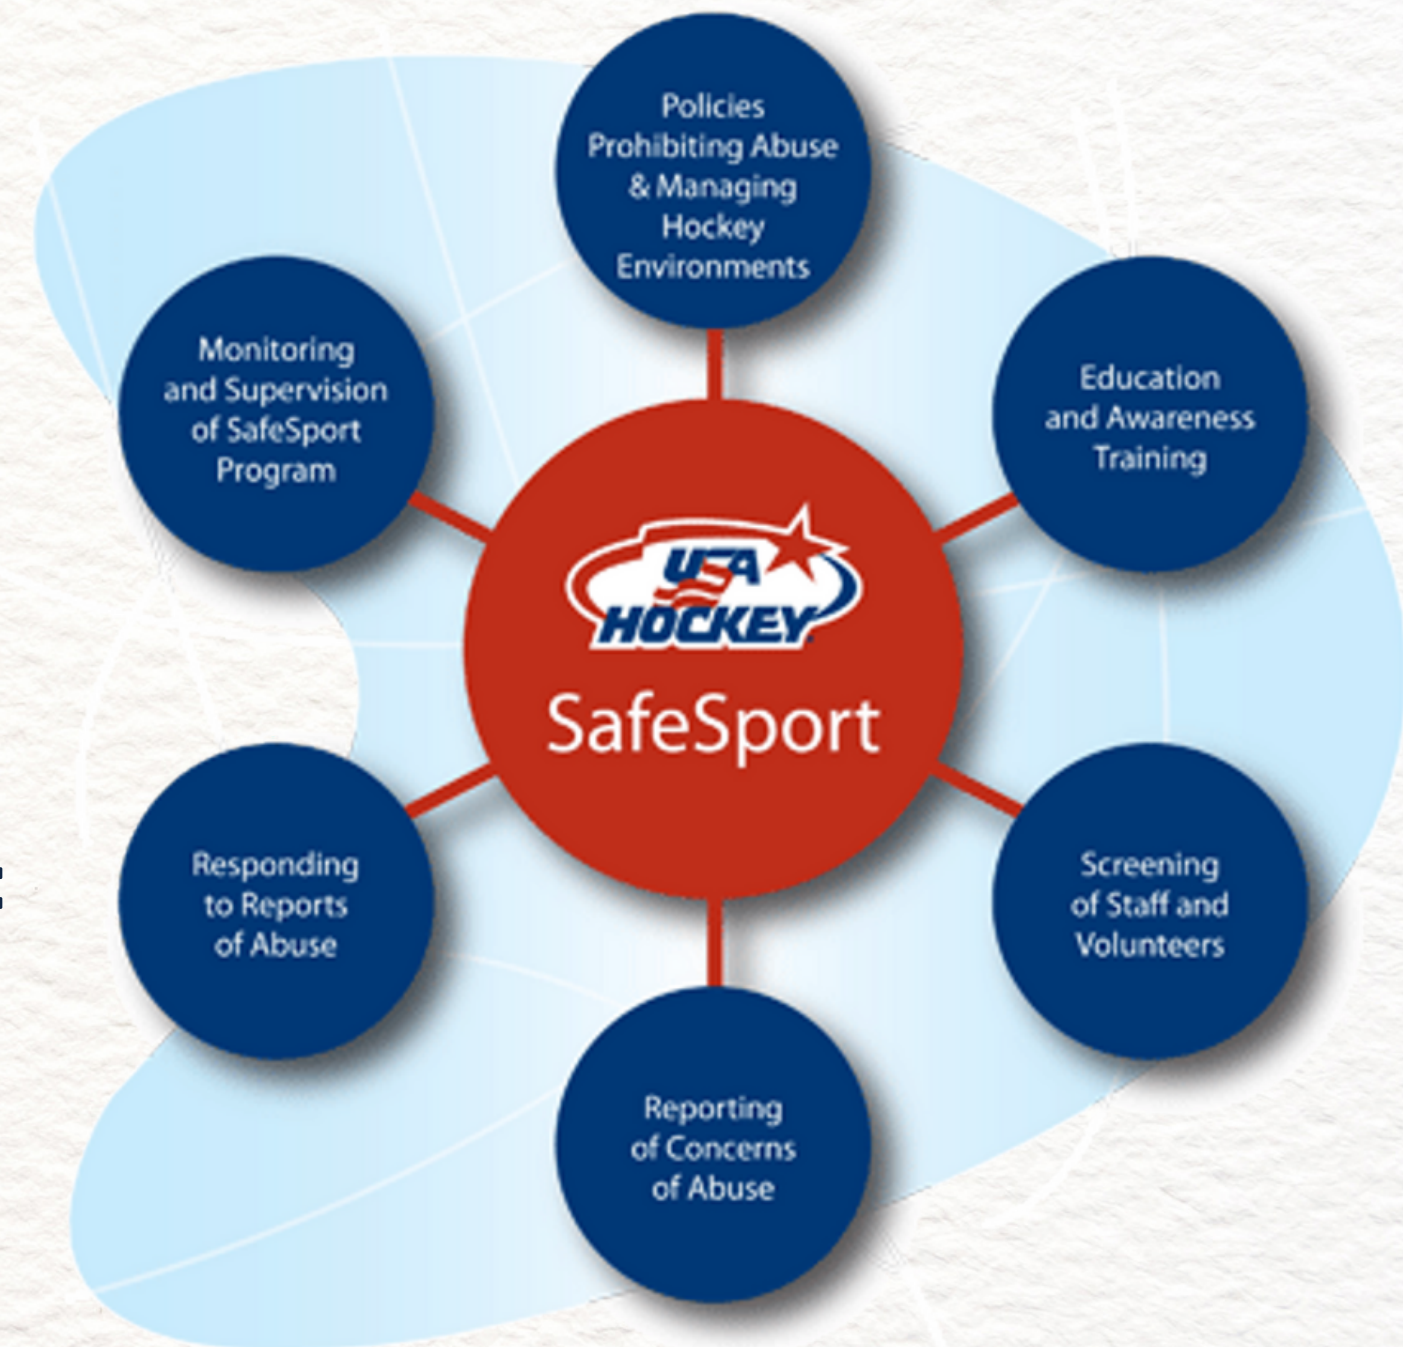 Policies
Prohibiting Abuse
& Managing
Hockey
Environments
Education
and Awareness
Training
Screening
of Staff and
Volunteers
Reporting
of Concerns
of Abuse
Responding
to Reports
of Abuse
Monitoring
and Supervision
of SafeSport
Program
USA
HOCKEY
SafeSport